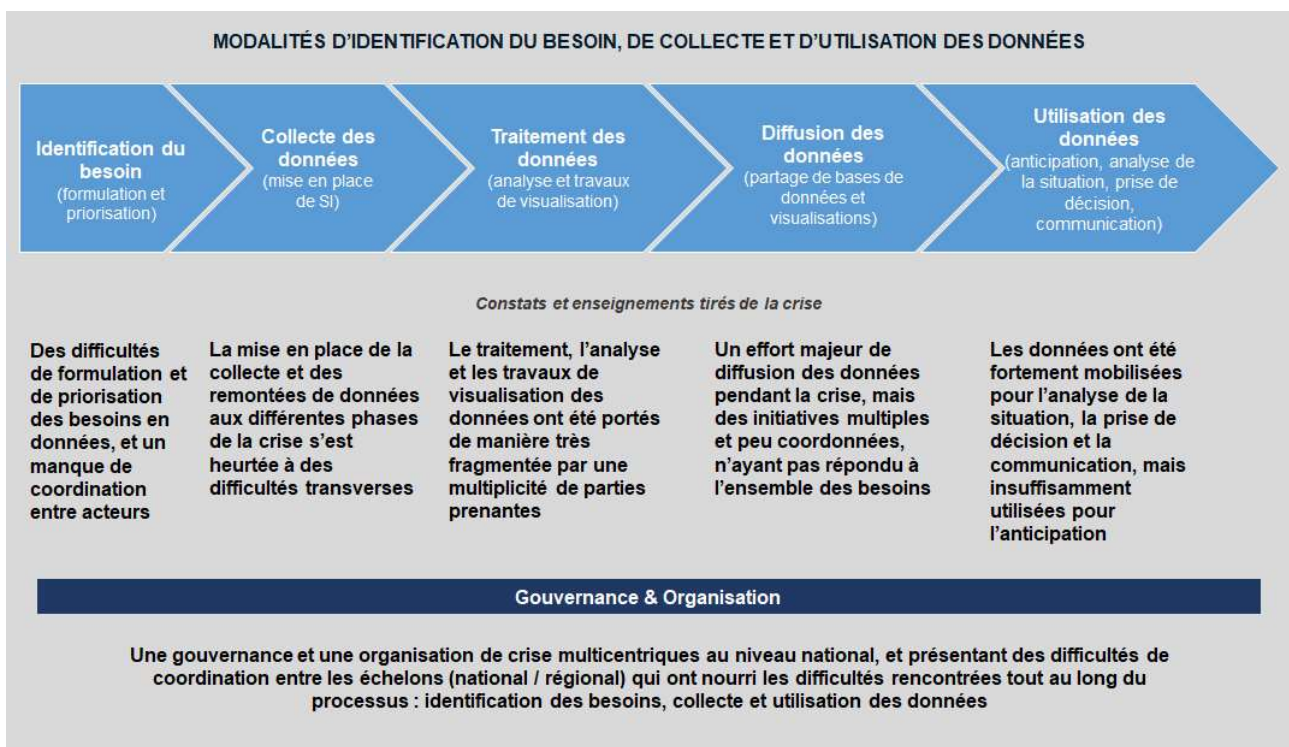 MODALITÉS D'IDENTIFICATION DU BESOIN, DE COLLECTE ET D'UTILISATION DES DONNÉES
Identification du
besoin
(formulation et
priorisation)
Collecte des
données
(mise en place
de SI)
Traitement des
données
(analyse et travaux
de visualisation)
Diffusion des
données
(partage de bases de
données et
visualisations)
Utilisation des
données
(anticipation, analyse de
la situation, prise de
décision,
communication)
Constats et enseignements tirés de la crise
Des difficultés
de formulation et
de priorisation
des besoins en
données, et un
manque de
coordination
entre acteurs
La mise en place de la
collecte et des
remontées de données
aux différentes phases
de la crise s'est
heurtée à des
difficultés transverses
Le traitement, l'analyse
et les travaux de
visualisation des
données ont été portés
de manière très
fragmentée par une
multiplicité de parties
prenantes
Un effort majeur de
diffusion des données
pendant la crise, mais
des initiatives multiples
et peu coordonnées,
n'ayant pas répondu à
l'ensemble des besoins
Les données ont été
fortement mobilisées
pour l'analyse de la
situation, la prise de
décision et la
communication, mais
insuffisamment
utilisées pour
l'anticipation
Gouvernance & Organisation
Une gouvernance et une organisation de crise multicentriques au niveau national, et présentant des difficultés de
coordination entre les échelons (national / régional) qui ont nourri les difficultés rencontrées tout au long du
processus : identification des besoins, collecte et utilisation des données